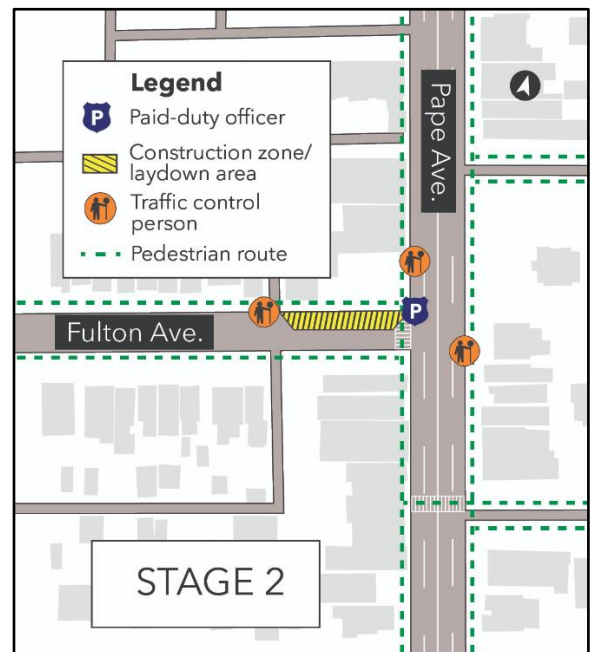 Legend
P
Paid-duty officer
Construction zone/
laydown area
Traffic control
person
Pedestrian route
Pape Ave.
P
Fulton Ave.
STAGE 2